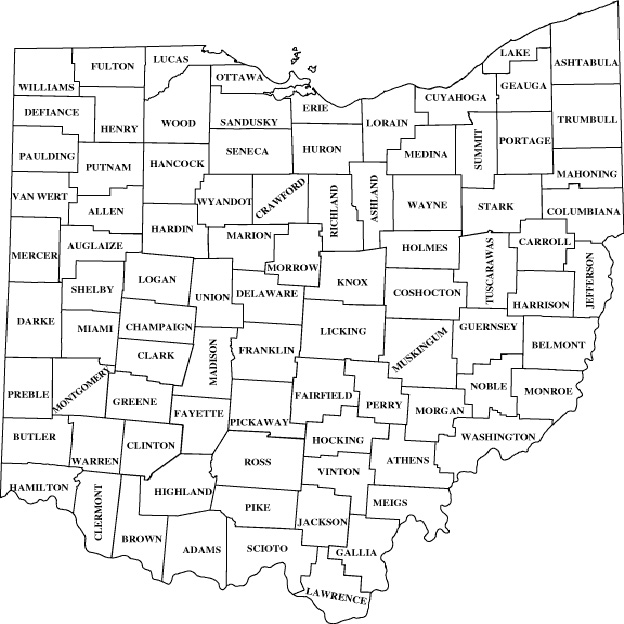 LAKE
ASHTABULA
LUCAS
FULTON
WILLIAMS
OTTAWA
GEAUGA
CUYAHOGA
DEFIANCE
ERIE
TRUMBULL
WOOD
SANDUSKY
LORAIN
HENRY
HURON
PORTAGE
SUMMIT
SENECA
MEDINA
PAULDING
HANCOCK
PUTNAM
MAHONING
VAN WERT
WYANDOT
CRAWFORD
RICHLAND
ASHLAND
WAYNE
STARK
ALLEN
COLUMBIANA
HARDIN
MARION
CARROLL
AUGLAIZE
HOLMES
MERCER
MORROW
TUSCARAWAS
JEFFERSON
LOGAN
KNOX
SHELBY
UNION
DELAWARE
COSHOCTON
HARRISON
DARKE
MIAMI
CHAMPAIGN
LICKING
GUERNSEY
MUSKINGUM
BELMONT
CLARK
MADISON
FRANKLIN
NOBLE
MONROE
PREBLE
MONTGOMERY
GREENE
FAIRFIELD
PERRY
FAYETTE
MORGAN
PICKAWAY
BUTLER
WASHINGTON
CLINTON
HOCKING
WARREN
ROSS
ATHENS
VINTON
HAMILTON
HIGHLAND
CLERMONT
MEIGS
PIKE
JACKSON
BROWN
ADAMS
SCIOTO
GALLIA
LAWRENCE